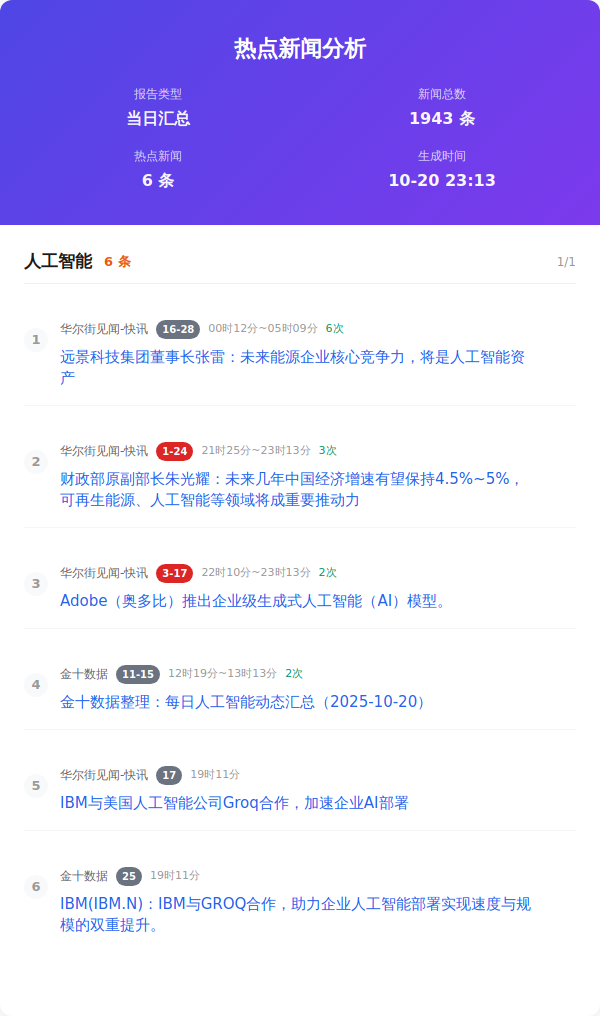 热点新闻分析
报告类型
新闻总数
当日汇总
1943 条
热点新闻
生成时间
6 条
10-20 23:13
人工智能 6 条 1/1
1
华尔街见闻-快讯 16-28 00时12分~05时09分 6次
远景科技集团董事长张雷：未来能源企业核心竞争力，将是人工智能资
产
2
华尔街见闻-快讯 1-24 21时25分~23时13分 3次
财政部原副部长朱光耀：未来几年中国经济增速有望保持4.5%~5%，
可再生能源、人工智能等领域将成重要推动力
3
华尔街见闻-快讯 3-17 22时10分~23时13分 2次
Adobe（奥多比）推出企业级生成式人工智能（AI）模型。
4
金十数据 11-15 12时19分~13时13分 2次
金十数据整理：每日人工智能动态汇总（2025-10-20）
5
华尔街见闻-快讯 17 19时11分
IBM与美国人工智能公司Groq合作，加速企业AI部署
6
金十数据 25 19时11分
IBM(IBM.N)：IBM与GROQ合作，助力企业人工智能部署实现速度与规
模的双重提升。